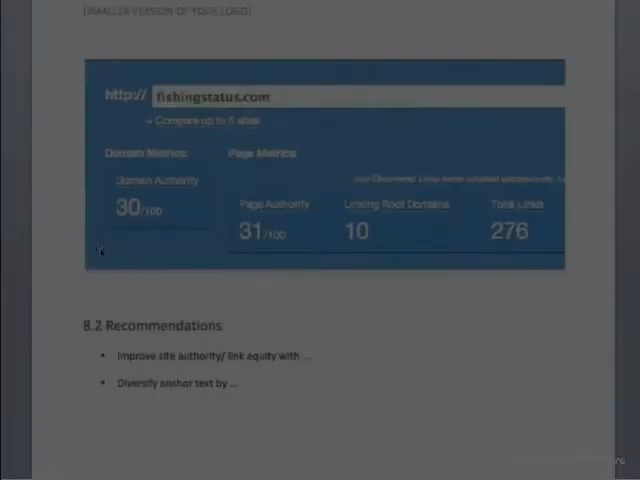 [SMALLER VERSION OF YOUR LOGO]
http:// fishingstatus.com
+ Compare up to 5 sites
Domain Metrics: Page Metrics:
Domain Authority
30/100
Page Authority Linking Root Domains Total Links
31/100 10 276
8.2 Recommendations
• Improve site authority/ link equity with ...
• Diversify anchor text by ...